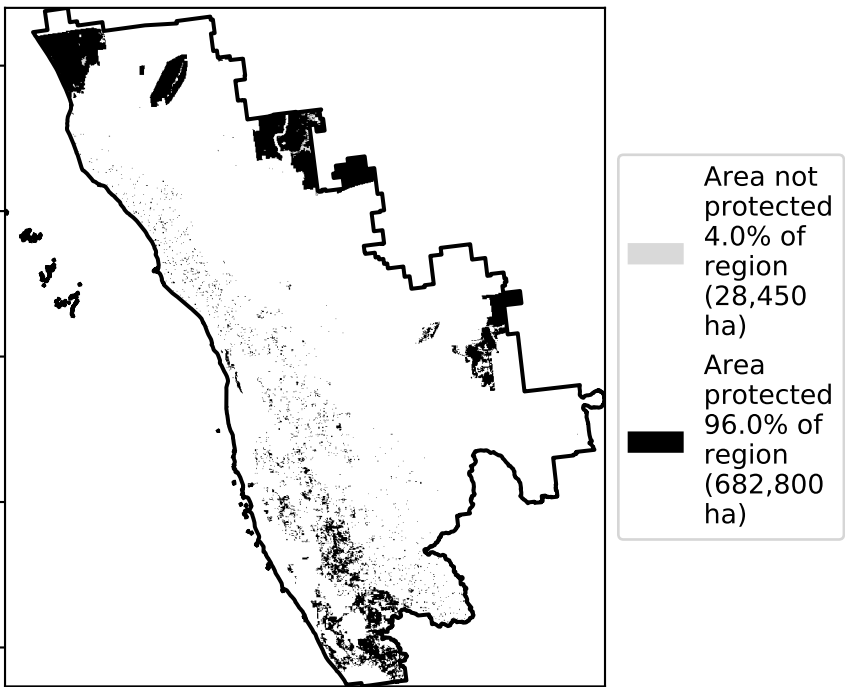 Area not
protected
4.0% of
region
(28,450
ha)
Area
protected
96.0% of
region
(682,800
ha)